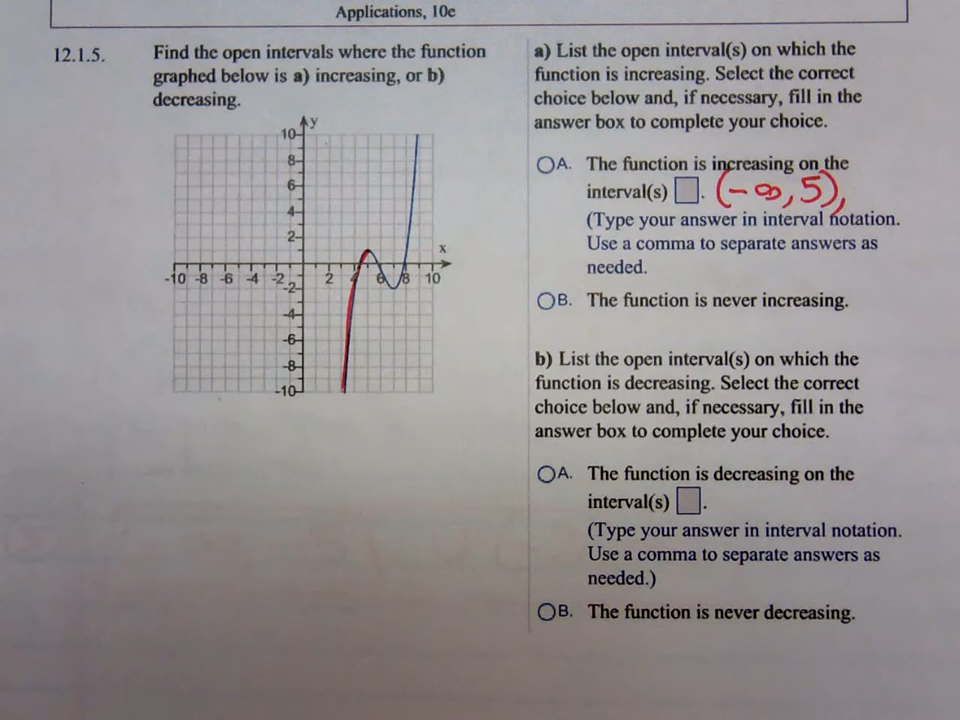 Applications, 10e
12.1.5.
Find the open intervals where the function
graphed below is a) increasing, or b)
decreasing.
y
10
8
6
4
2
x
-10 -8 -6 -4 -2 2 4 6 8 10
-2
-4
-6
-8
-10
a) List the open interval(s) on which the
function is increasing. Select the correct
choice below and, if necessary, fill in the
answer box to complete your choice.
A. The function is increasing on the
interval(s) . (-∞, 5),
(Type your answer in interval notation.
Use a comma to separate answers as
needed.
B. The function is never increasing.
b) List the open interval(s) on which the
function is decreasing. Select the correct
choice below and, if necessary, fill in the
answer box to complete your choice.
A. The function is decreasing on the
interval(s) .
(Type your answer in interval notation.
Use a comma to separate answers as
needed.)
B. The function is never decreasing.